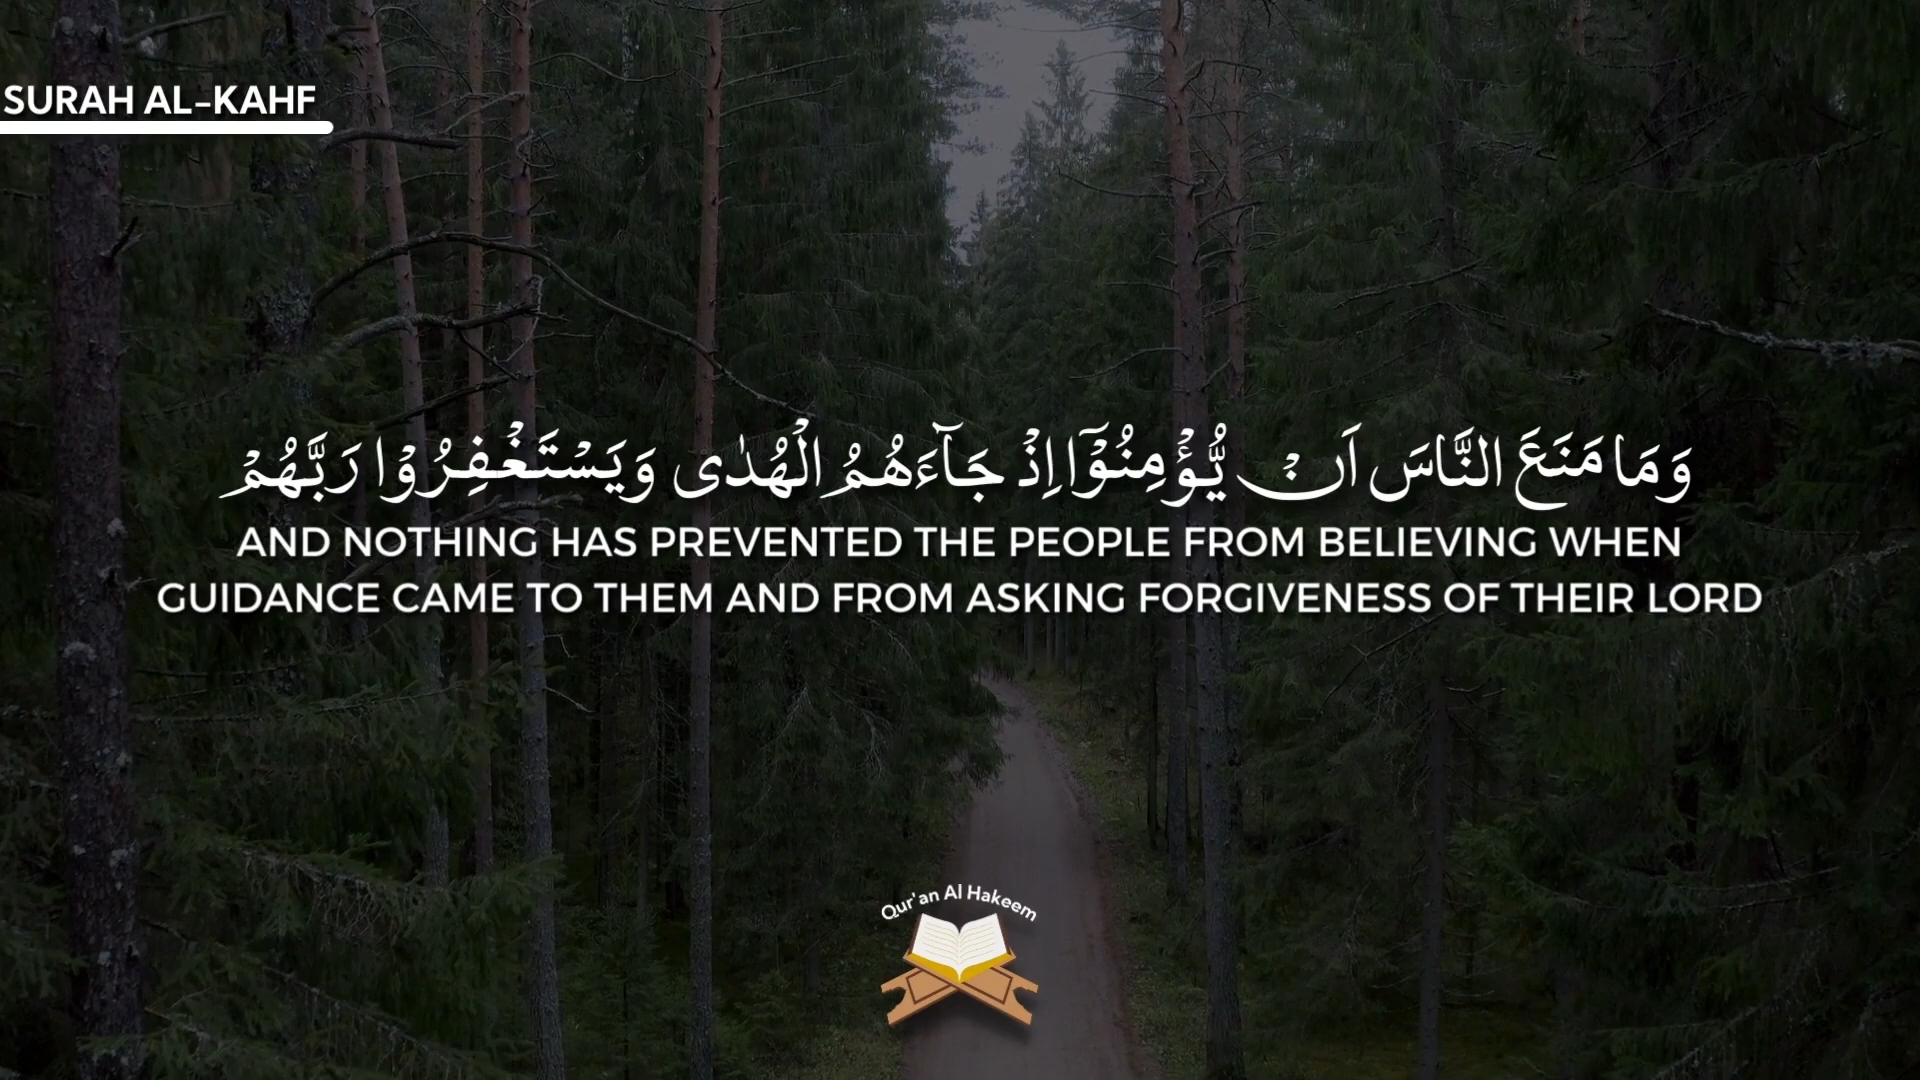 SURAH AL-KAHF
وَمَا مَنَعَ النَّاسَ اَنۡ يُّؤۡمِنُوۡۤا اِذۡ جَآءَهُمُ الۡهُدٰى وَيَسۡتَغۡفِرُوۡا رَبَّهُمۡ
AND NOTHING HAS PREVENTED THE PEOPLE FROM BELIEVING WHEN
GUIDANCE CAME TO THEM AND FROM ASKING FORGIVENESS OF THEIR LORD
Qur'an Al Hakeem